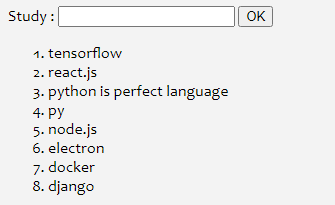 Study : OK
1. tensorflow
2. react.js
3. python is perfect language
4. py
5. node.js
6. electron
7. docker
8. django